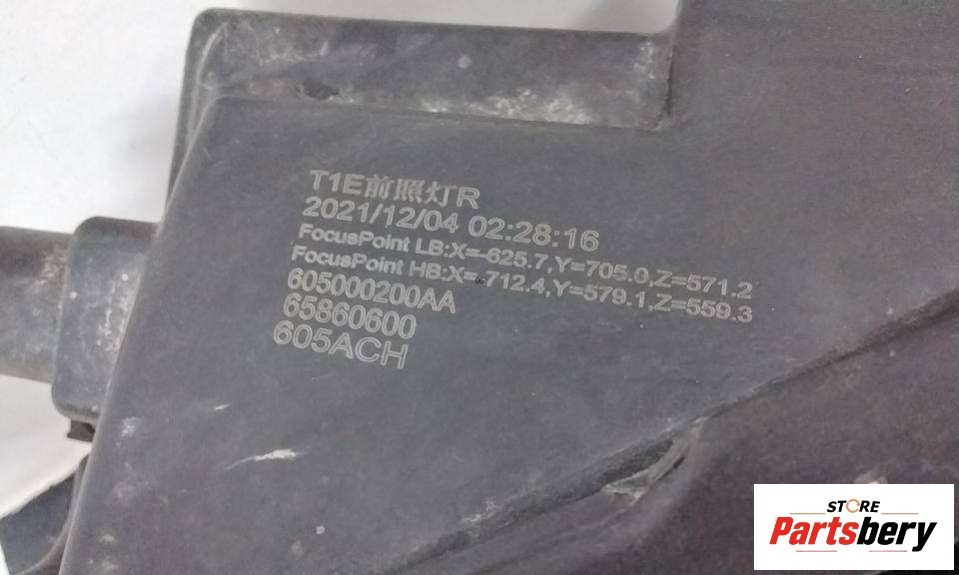 T1E前照灯R
2021/12/04 02:28:16
FocusPoint LB:X=-625.7,Y=705.0,Z=571.2
FocusPoint HB:X=-712.4,Y=579.1,Z=559.3
605000200AA
65860600
605ACH
STORE
Partsbery